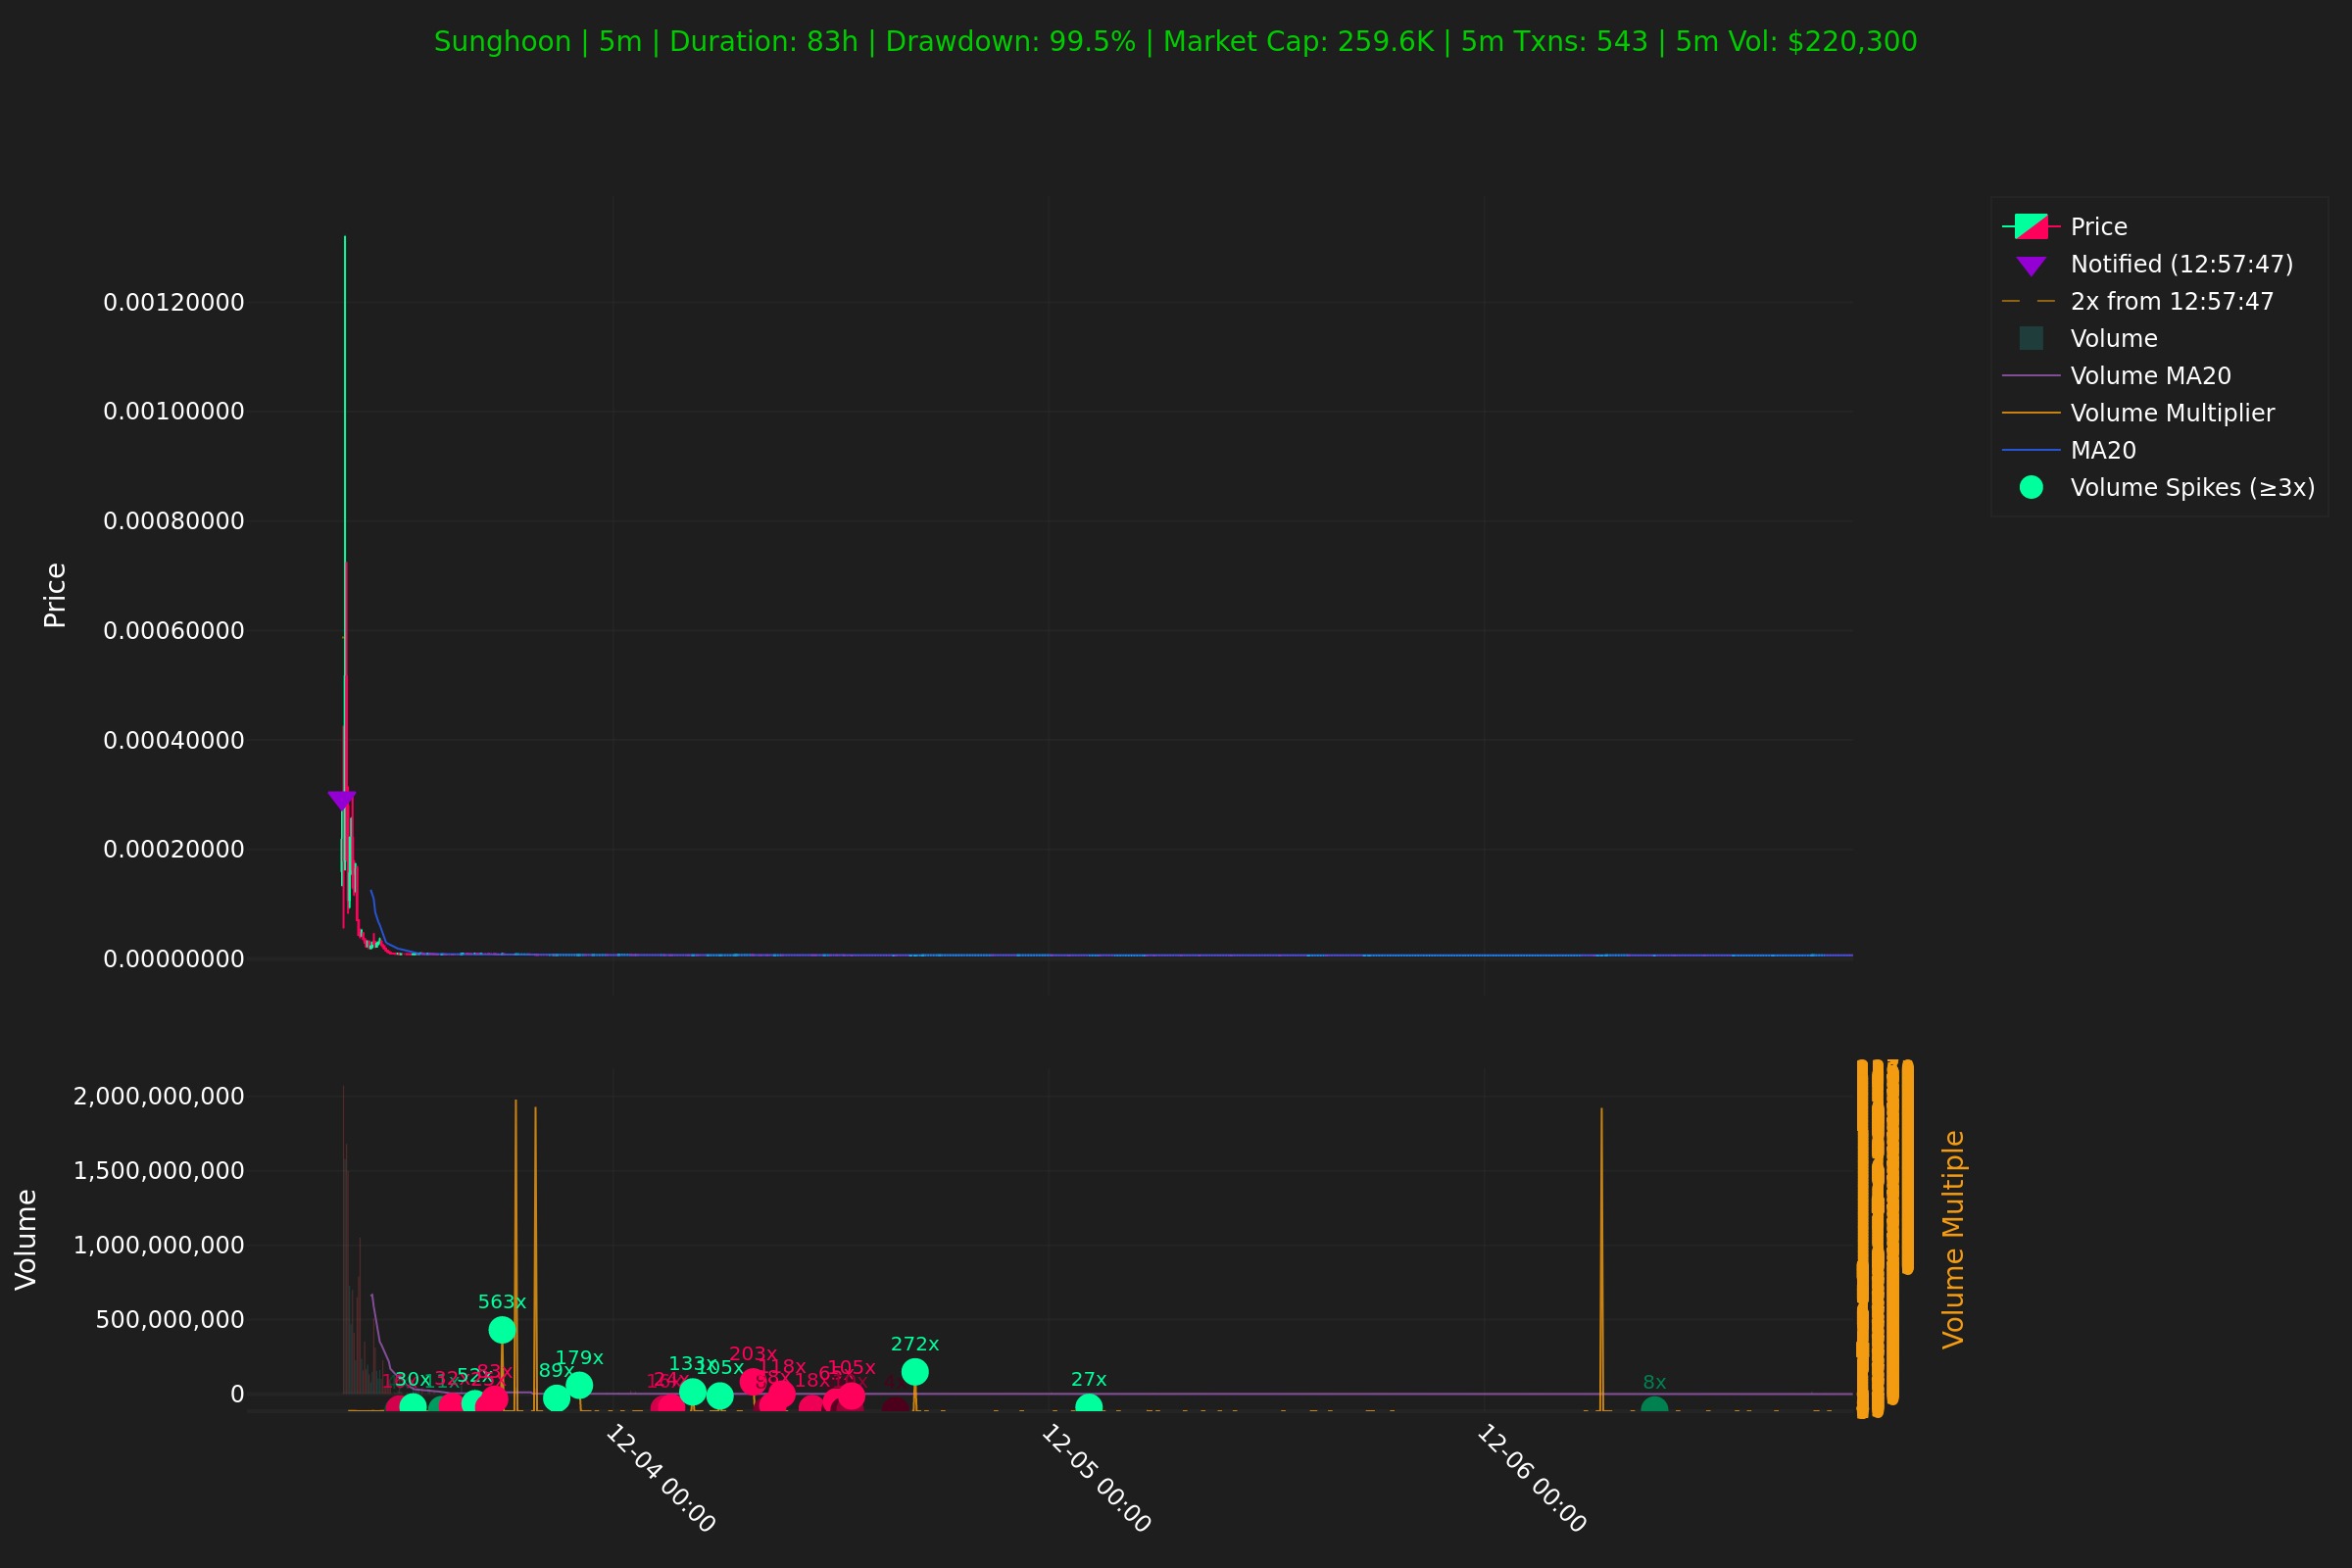 Sunghoon | 5m | Duration: 83h | Drawdown: 99.5% | Market Cap: 259.6K | 5m Txns: 543 | 5m Vol: $220,300
Price
0.00120000
0.00100000
0.00080000
0.00060000
0.00040000
0.00020000
0.00000000
Price
Notified (12:57:47)
2x from 12:57:47
Volume
Volume MA20
Volume Multiplier
MA20
Volume Spikes (≥3x)
Volume
2,000,000,000
1,500,000,000
1,000,000,000
500,000,000
0
30x
52x
83x
563x
89x
179x
133x
105x
203x
118x
18x
105x
272x
27x
8x
Volume Multiple
12-04 00:00
12-05 00:00
12-06 00:00